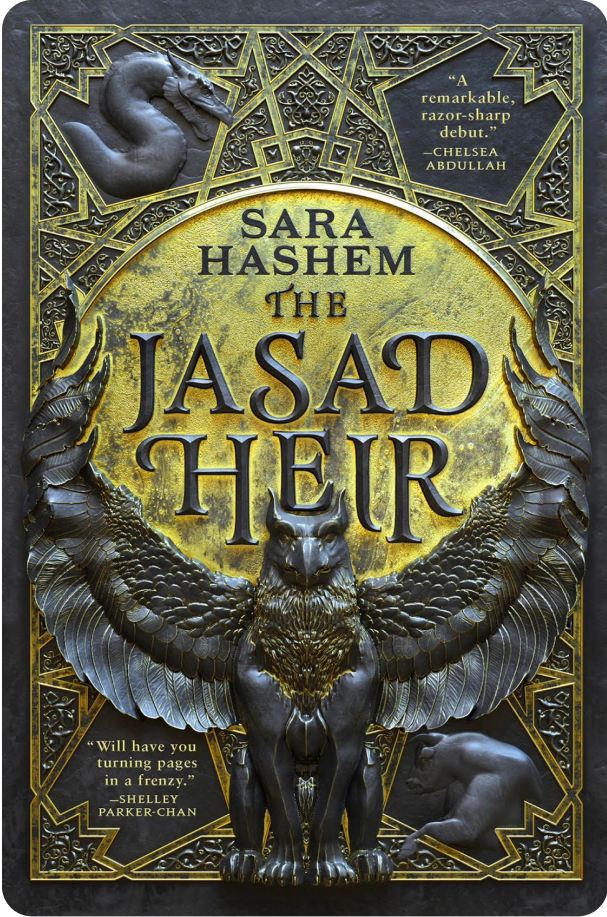 “A
remarkable,
razor-sharp
debut.”
—CHELSEA
ABDULLAH
SARA
HASHEM
THE
JASAD
HEIR
“Will have you
turning pages
in a frenzy.”
—SHELLEY
PARKER-CHAN